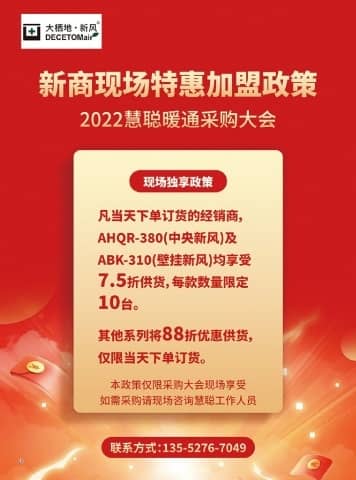 大栖地·新风
DECETOMair
新商现场特惠加盟政策
2022慧聪暖通采购大会
现场独享政策
凡当天下单订货的经销商，
AHQR-380(中央新风)及
ABK-310(壁挂新风)均享受
7.5折供货，每款数量限定
10台。
其他系列将88折优惠供货，
仅限当天下单订货。
本政策仅限采购大会现场享受
如需采购请现场咨询慧聪工作人员
联系方式：135-5276-7049